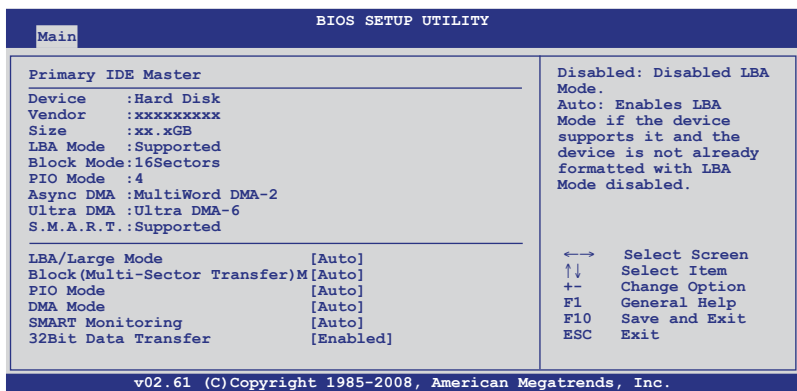 BIOS SETUP UTILITY
Main
Primary IDE Master
Device :Hard Disk
Vendor :xxxxxxxxx
Size :xx.xGB
LBA Mode :Supported
Block Mode:16Sectors
PIO Mode :4
Async DMA :MultiWord DMA-2
Ultra DMA :Ultra DMA-6
S.M.A.R.T.:Supported
LBA/Large Mode [Auto]
Block(Multi-Sector Transfer)M[Auto]
PIO Mode [Auto]
DMA Mode [Auto]
SMART Monitoring [Auto]
32Bit Data Transfer [Enabled]
Disabled: Disabled LBA
Mode.
Auto: Enables LBA
Mode if the device
supports it and the
device is not already
formatted with LBA
Mode disabled.
←→ Select Screen
↑↓ Select Item
+- Change Option
F1 General Help
F10 Save and Exit
ESC Exit
v02.61 (C)Copyright 1985-2008, American Megatrends, Inc.